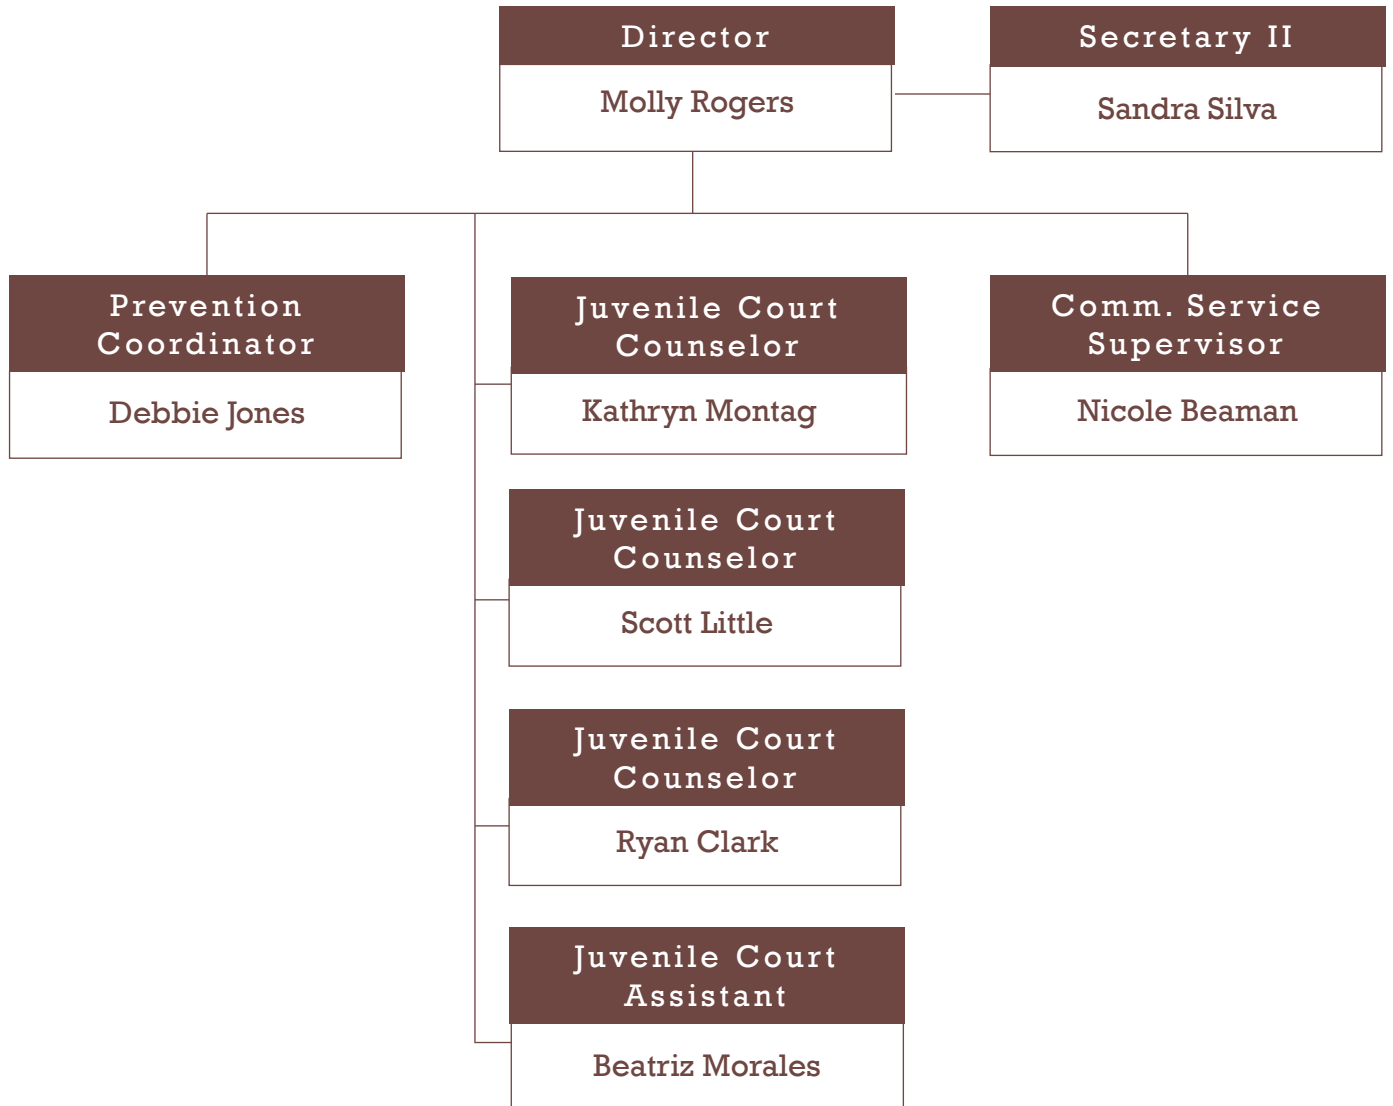 Director
Molly Rogers
Secretary II
Sandra Silva
Prevention
Coordinator
Debbie Jones
Juvenile Court
Counselor
Kathryn Montag
Comm. Service
Supervisor
Nicole Beaman
Juvenile Court
Counselor
Scott Little
Juvenile Court
Counselor
Ryan Clark
Juvenile Court
Assistant
Beatriz Morales